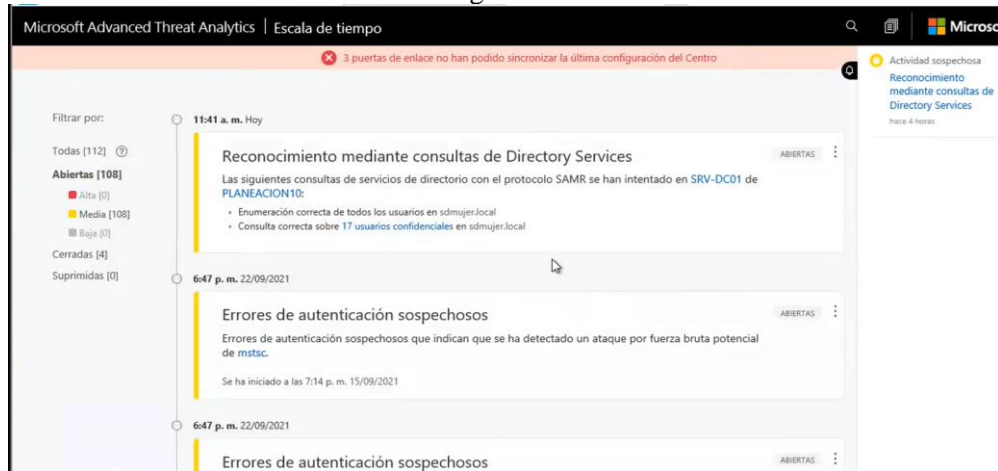 Microsoft Advanced Threat Analytics | Escala de tiempo
3 puertas de enlace no han podido sincronizar la última configuración del Centro
Filtrar por:
Todas [112]
Abiertas [108]
Alta [0]
Media [108]
Baja [0]
Cerradas [4]
Suprimidas [0]
11:41 a. m. Hoy
Reconocimiento mediante consultas de Directory Services
ABIERTAS
Las siguientes consultas de servicios de directorio con el protocolo SAMR se han intentado en SRV-DC01 de
PLANEACION10:
Enumeración correcta de todos los usuarios en sdmujer.local
Consulta correcta sobre 17 usuarios confidenciales en sdmujer.local
6:47 p. m. 22/09/2021
Errores de autenticación sospechosos
ABIERTAS
Errores de autenticación sospechosos que indican que se ha detectado un ataque por fuerza bruta potencial
de mstsc.
Se ha iniciado a las 7:14 p. m. 15/09/2021
6:47 p. m. 22/09/2021
Errores de autenticación sospechosos
ABIERTAS
Actividad sospechosa
Reconocimiento
mediante consultas de
Directory Services
hace 4 horas